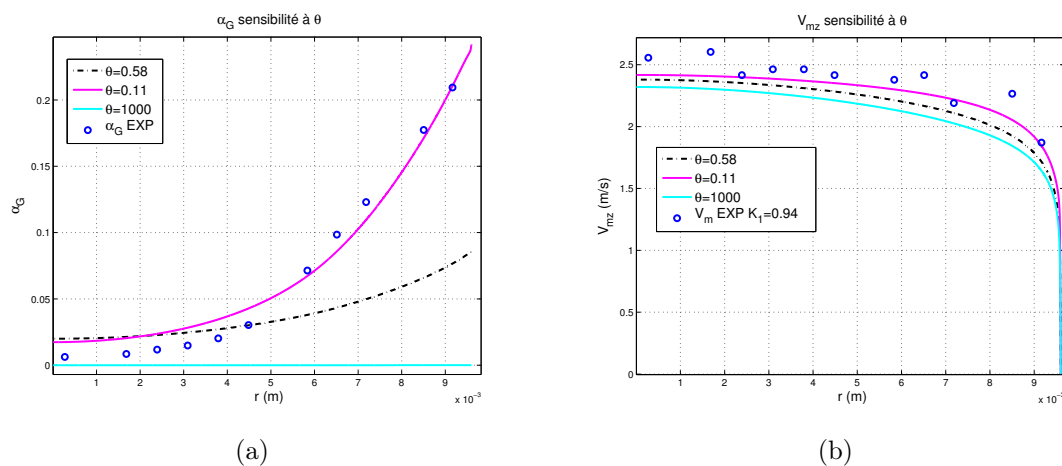 α_G sensibilité à θ
θ=0.58
θ=0.11
θ=1000
α_G EXP
0.2
0.15
0.1
0.05
0
α_G
1 2 3 4 5 6 7 8 9
x 10⁻³
r (m)
(a)
V_mz sensibilité à θ
2.5
2
1.5
1
0.5
0
V_mz (m/s)
θ=0.58
θ=0.11
θ=1000
V_m EXP K_1=0.94
1 2 3 4 5 6 7 8 9
x 10⁻³
r (m)
(b)